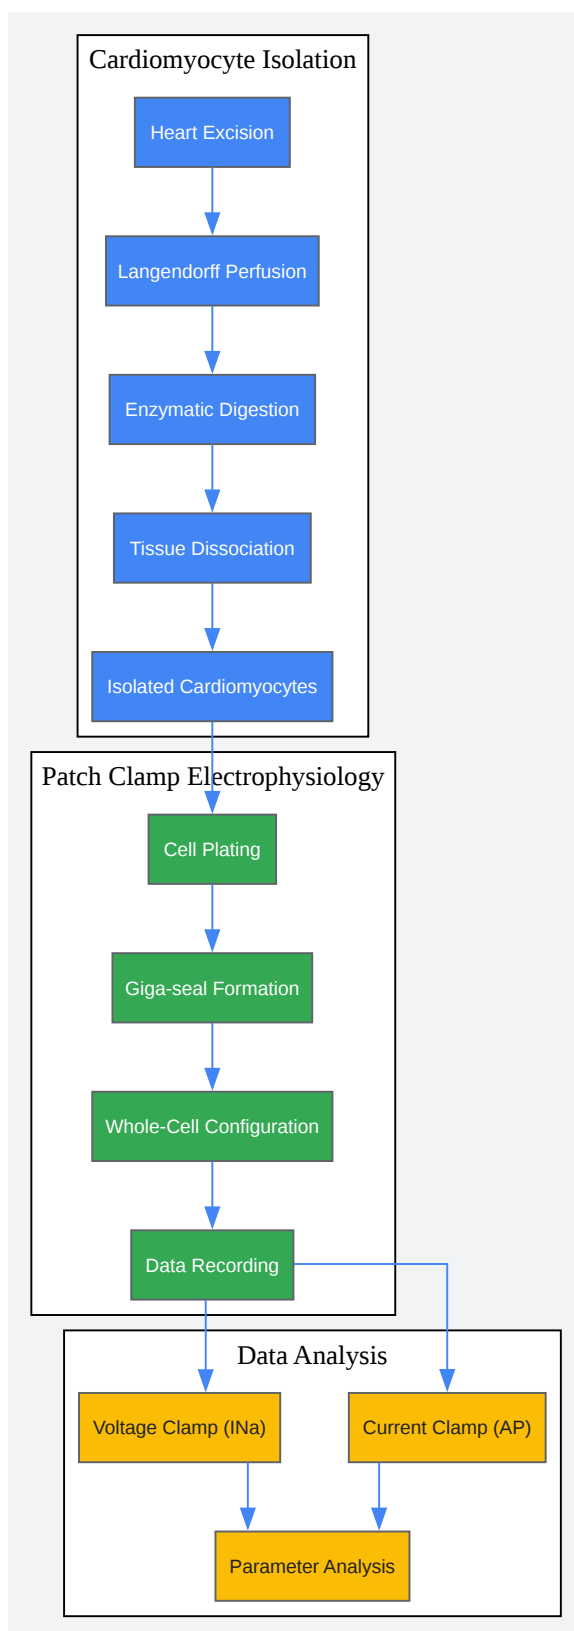 Cardiomyocyte Isolation
Heart Excision
Langendorff Perfusion
Enzymatic Digestion
Tissue Dissociation
Isolated Cardiomyocytes
Patch Clamp Electrophysiology
Cell Plating
Giga-seal Formation
Whole-Cell Configuration
Data Recording
Data Analysis
Voltage Clamp (INa)
Current Clamp (AP)
Parameter Analysis